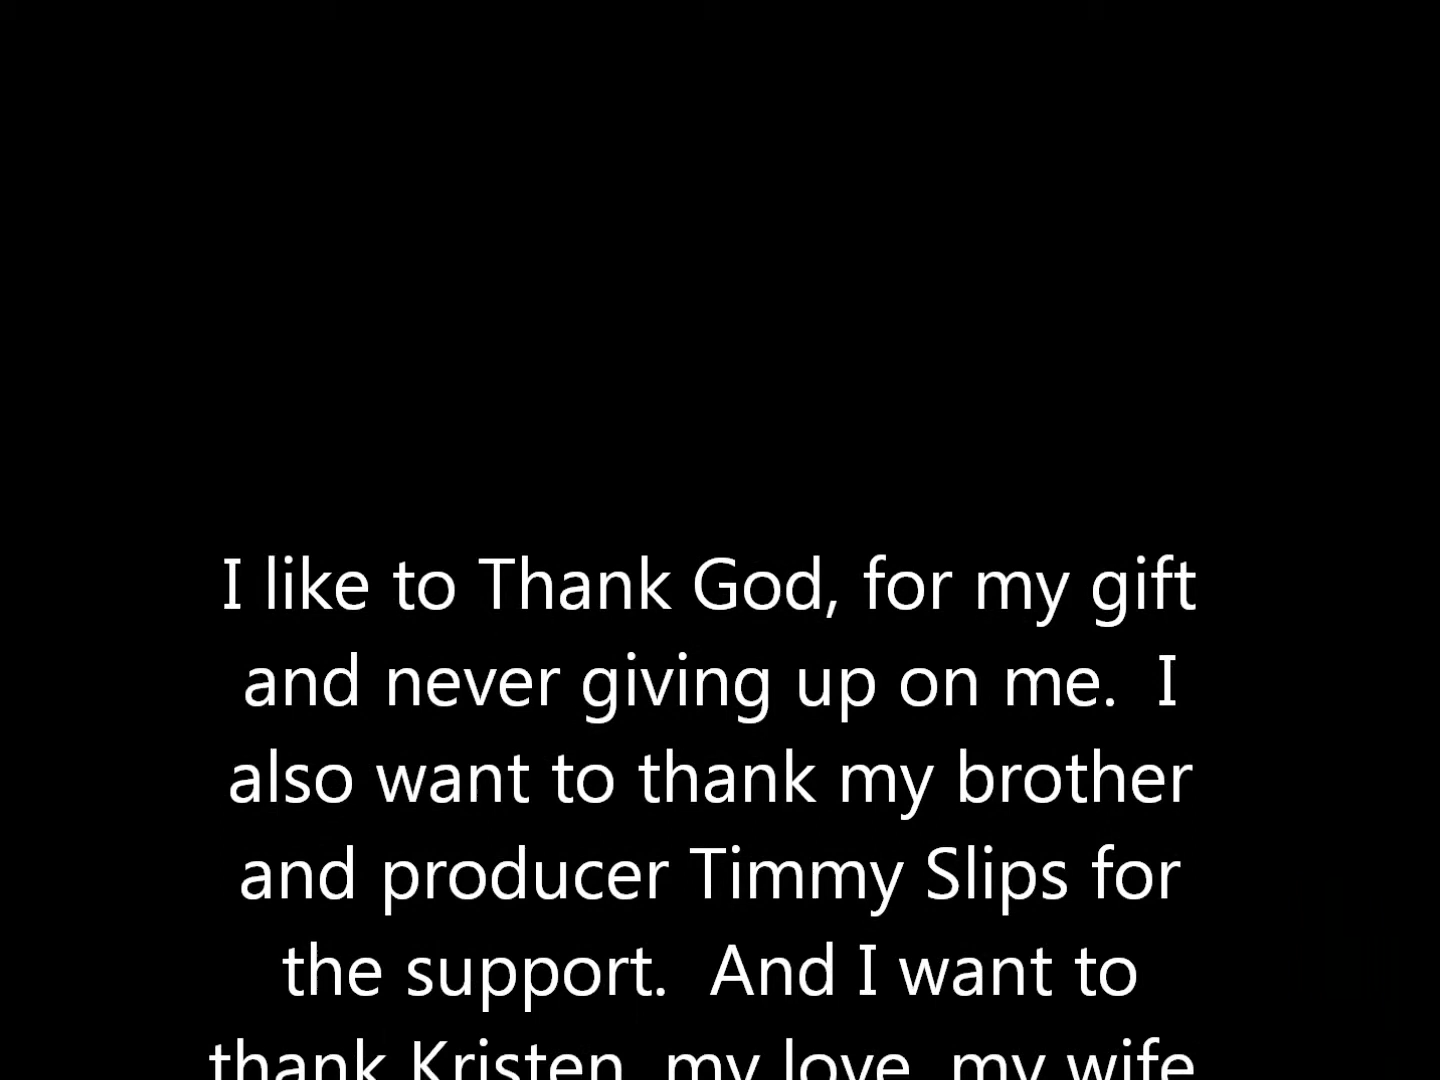 I like to Thank God, for my gift
and never giving up on me.  I
also want to thank my brother
and producer Timmy Slips for
the support.  And I want to
thank Kristen, my love, my wife